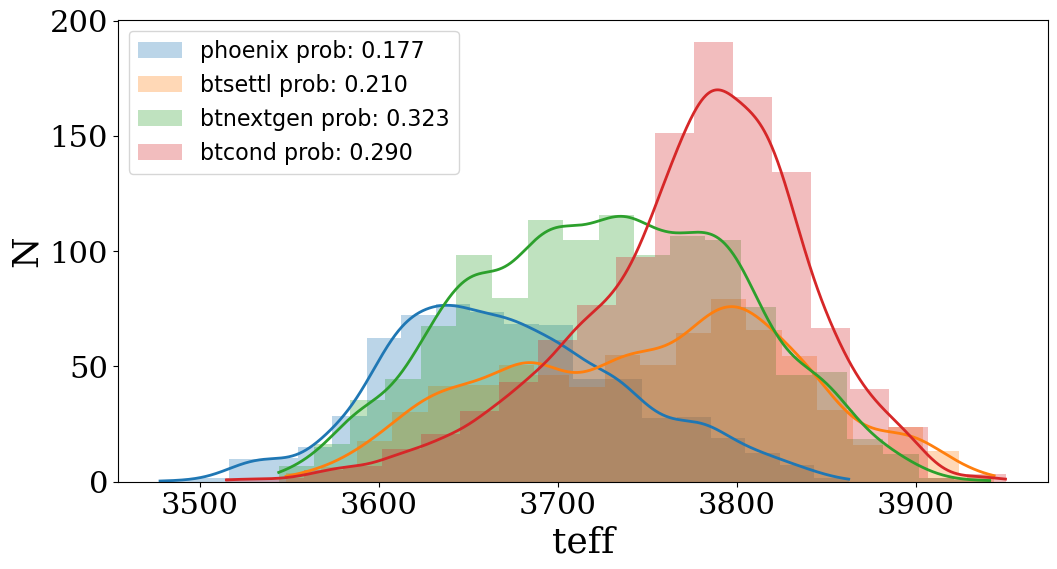 200
150
100
50
0
N
phoenix prob: 0.177
btsettl prob: 0.210
btnextgen prob: 0.323
btcond prob: 0.290
3500 3600 3700 3800 3900
teff